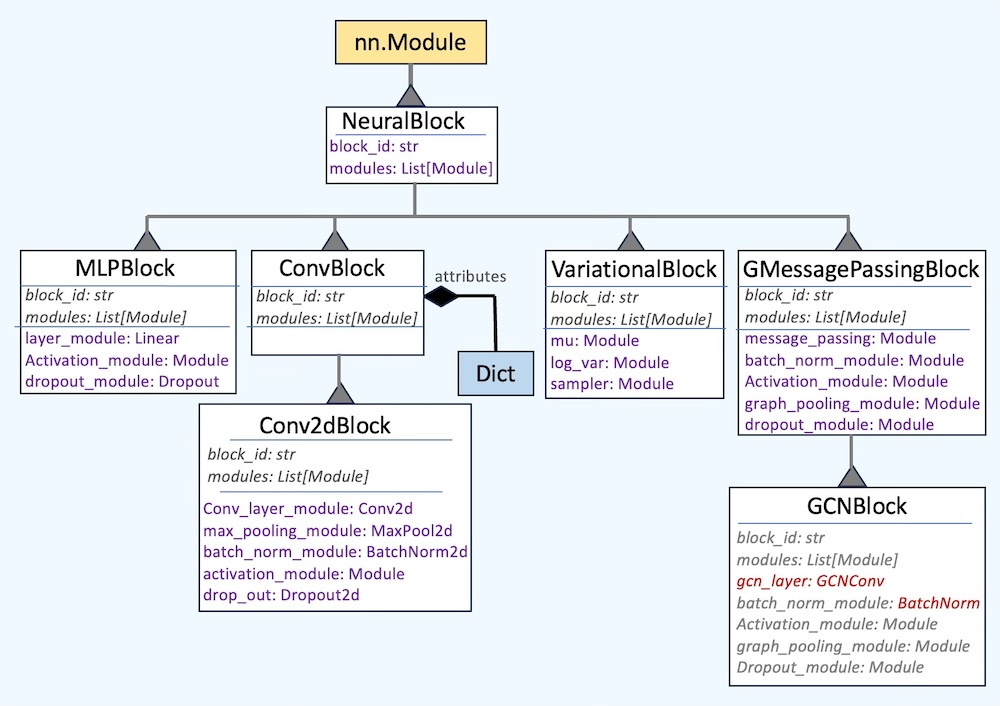 nn.Module
NeuralBlock
block_id: str
modules: List[Module]
MLPBlock
block_id: str
modules: List[Module]
layer_module: Linear
Activation_module: Module
dropout_module: Dropout
ConvBlock
block_id: str
modules: List[Module]
attributes
Dict
VariationalBlock
block_id: str
modules: List[Module]
mu: Module
log_var: Module
sampler: Module
GMessagePassingBlock
block_id: str
modules: List[Module]
message_passing: Module
batch_norm_module: Module
Activation_module: Module
graph_pooling_module: Module
dropout_module: Module
Conv2dBlock
block_id: str
modules: List[Module]
Conv_layer_module: Conv2d
max_pooling_module: MaxPool2d
batch_norm_module: BatchNorm2d
activation_module: Module
drop_out: Dropout2d
GCNBlock
block_id: str
modules: List[Module]
gcn_layer: GCNConv
batch_norm_module: BatchNorm
Activation_module: Module
graph_pooling_module: Module
Dropout_module: Module